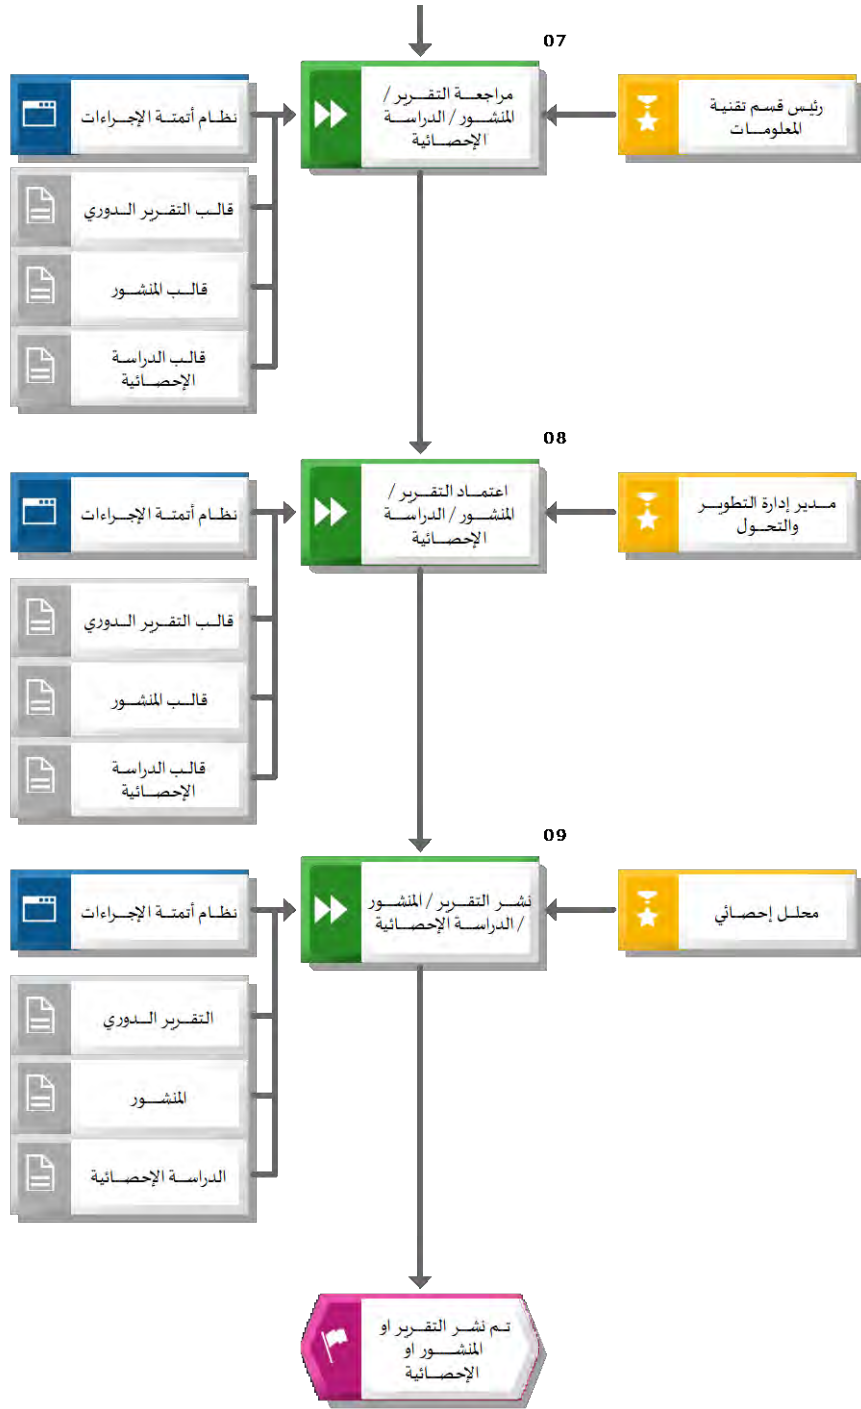 07
رئيس قسم تقنية
المعلومات
مراجعة التقرير /
المنشور / الدراسة
الإحصائية
نظام أتمتة الإجراءات
قالب التقرير الدوري
قالب المنشور
قالب الدراسة
الإحصائية
08
مدير إدارة التطوير
والتحول
اعتماد التقرير /
المنشور / الدراسة
الإحصائية
نظام أتمتة الإجراءات
قالب التقرير الدوري
قالب المنشور
قالب الدراسة
الإحصائية
09
محلل إحصائي
نشر التقرير / المنشور
/ الدراسة الإحصائية
نظام أتمتة الإجراءات
التقرير الدوري
المنشور
الدراسة الإحصائية
تم نشر التقرير او
المنشور او
الإحصائية